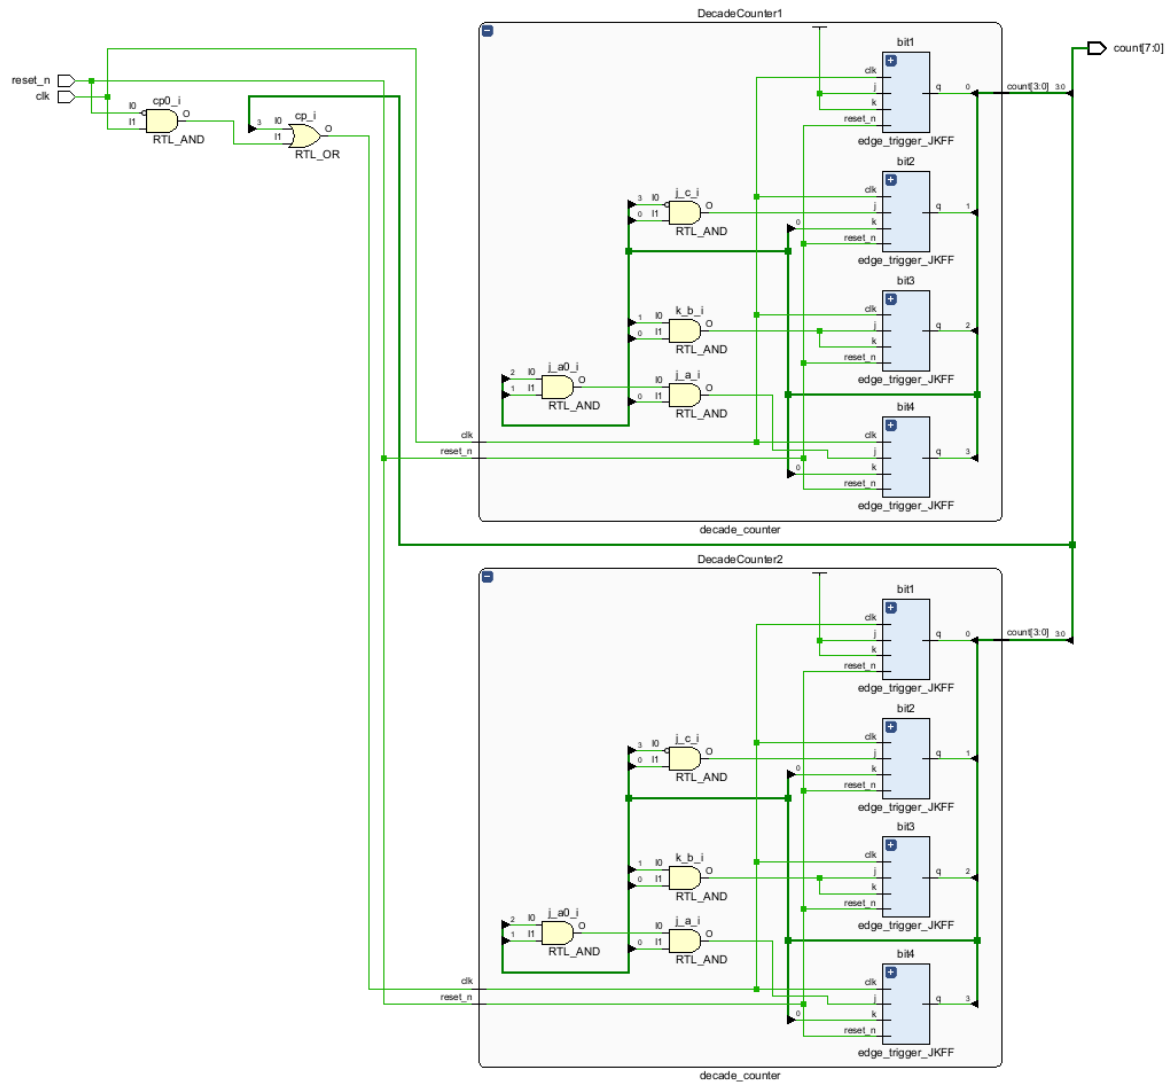 DecadeCounter1
count[7:0]
reset_n
clk
cp0_i
I0
I1
O
RTL_AND
cp_i
3 I0
I1
O
RTL_OR
bit1
clk
j
k
reset_n
q 0
edge_trigger_JKFF
count[3:0] 3:0
bit2
clk
j
0 k
reset_n
q 1
edge_trigger_JKFF
j_c_i
3 I0
0 I1
O
RTL_AND
bit3
clk
j
k
reset_n
q 2
edge_trigger_JKFF
k_b_i
1 I0
0 I1
O
RTL_AND
j_a0_i
2 I0
1 I1
O
RTL_AND
j_a_i
I0
0 I1
O
RTL_AND
bit4
clk
j
0 k
reset_n
q 3
edge_trigger_JKFF
clk
reset_n
decade_counter
DecadeCounter2
bit1
clk
j
k
reset_n
q 0
edge_trigger_JKFF
count[3:0] 3:0
bit2
clk
j
0 k
reset_n
q 1
edge_trigger_JKFF
j_c_i
3 I0
0 I1
O
RTL_AND
bit3
clk
j
k
reset_n
q 2
edge_trigger_JKFF
k_b_i
1 I0
0 I1
O
RTL_AND
j_a0_i
2 I0
1 I1
O
RTL_AND
j_a_i
I0
0 I1
O
RTL_AND
bit4
clk
j
0 k
reset_n
q 3
edge_trigger_JKFF
clk
reset_n
decade_counter